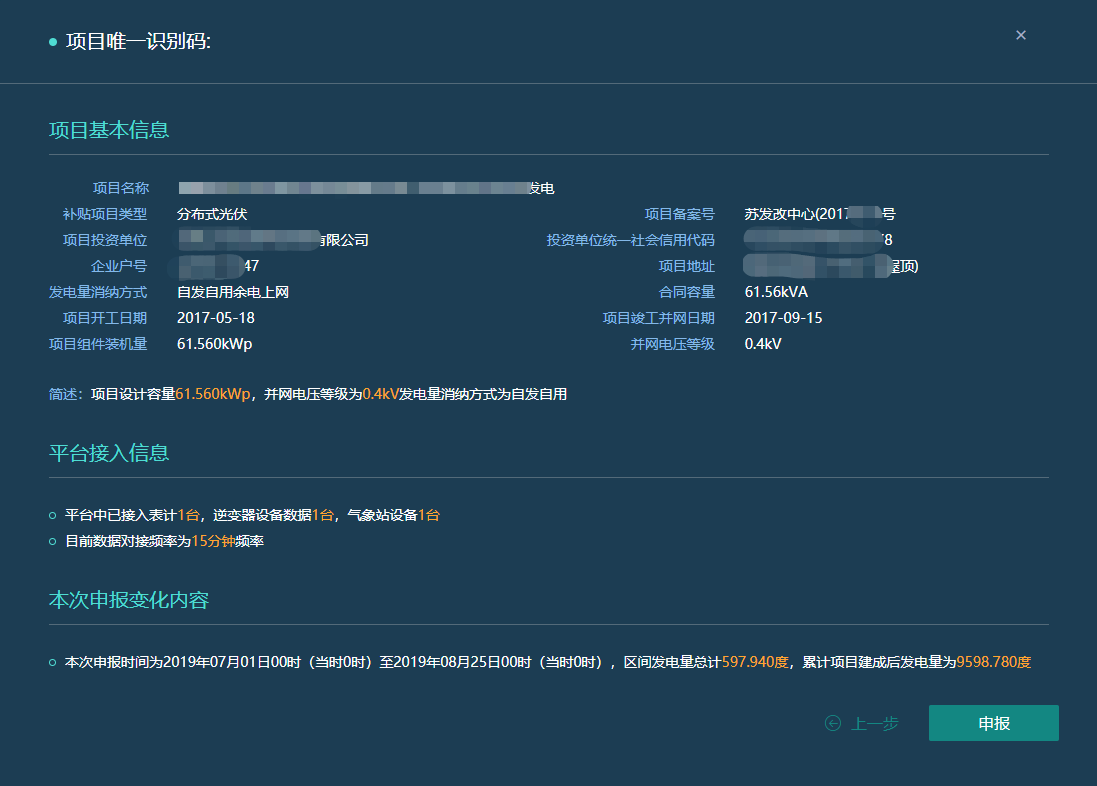 项目唯一识别码:
×
项目基本信息
项目名称 发电
补贴项目类型 分布式光伏 项目备案号 苏发改中心(2017 号
项目投资单位 有限公司 投资单位统一社会信用代码 8
企业户号 47 项目地址 屋顶)
发电量消纳方式 自发自用余电上网 合同容量 61.56kVA
项目开工日期 2017-05-18 项目竣工并网日期 2017-09-15
项目组件装机量 61.560kWp 并网电压等级 0.4kV
简述：项目设计容量61.560kWp，并网电压等级为0.4kV发电量消纳方式为自发自用
平台接入信息
平台中已接入表计1台，逆变器设备数据1台，气象站设备1台
目前数据对接频率为15分钟频率
本次申报变化内容
本次申报时间为2019年07月01日00时（当时0时）至2019年08月25日00时（当时0时），区间发电量总计597.940度，累计项目建成后发电量为9598.780度
上一步 申报